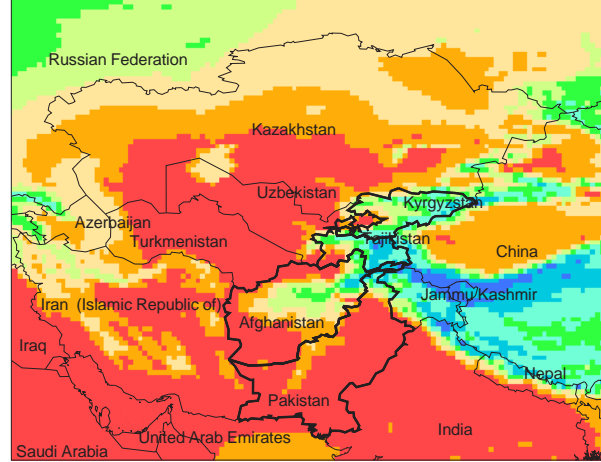 Russian Federation
Kazakhstan
Uzbekistan
Kyrgyzstan
Azerbaijan
Turkmenistan
Tajikistan
China
Iran (Islamic Republic of)
Jammu/Kashmir
Afghanistan
Iraq
Nepal
Pakistan
United Arab Emirates
India
Saudi Arabia